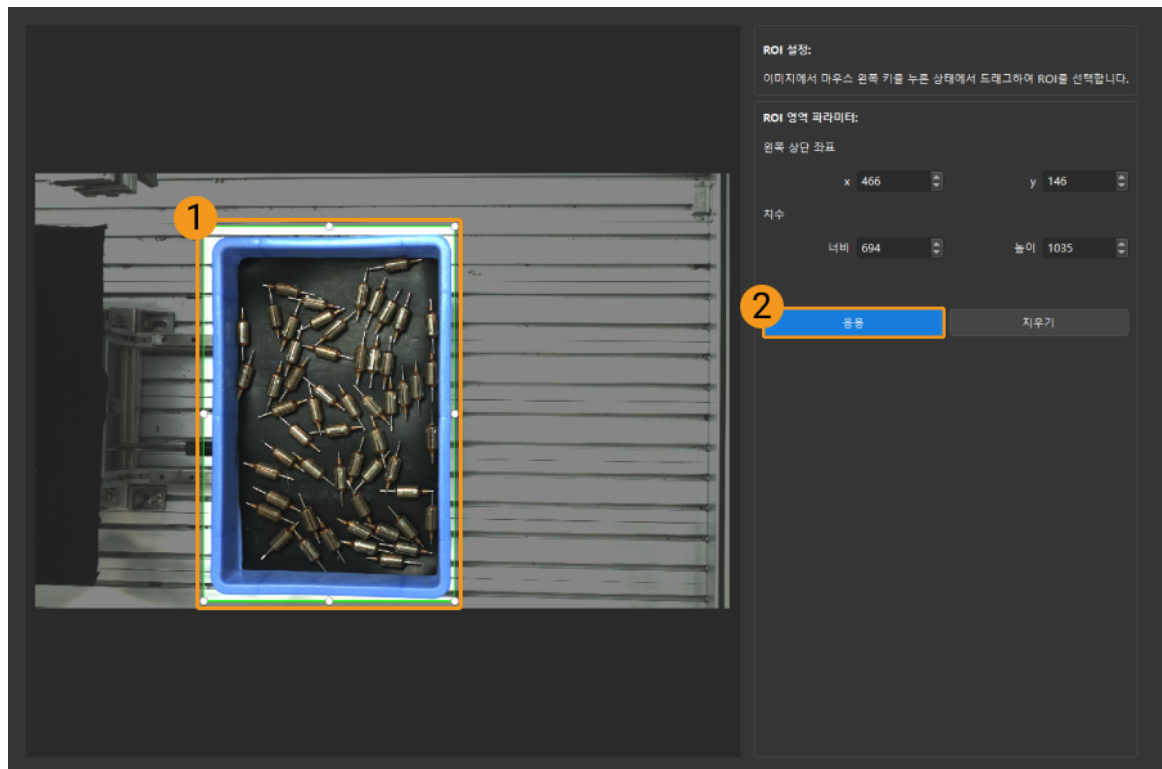 ROI 설정:
이미지에서 마우스 왼쪽 키를 누른 상태에서 드래그하여 ROI를 선택합니다.
ROI 영역 파라미터:
왼쪽 상단 좌표
x 466 y 146
치수
너비 694 높이 1035
응용 지우기
1
2